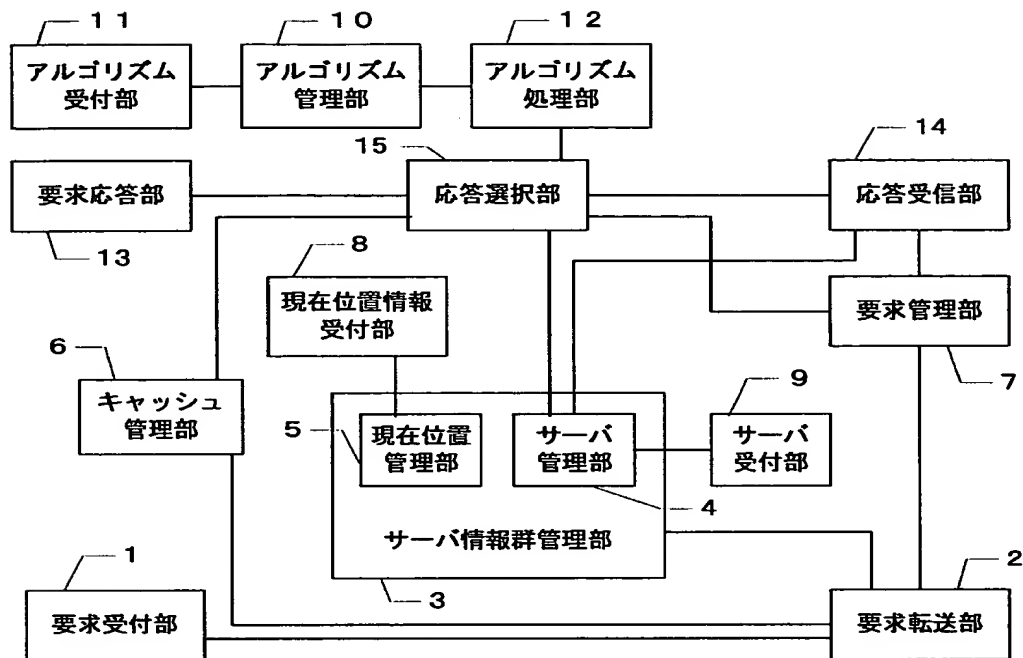 11
10
12
アルゴリズム
受付部
アルゴリズム
管理部
アルゴリズム
処理部
15
14
要求応答部
応答選択部
応答受信部
13
8
現在位置情報
受付部
要求管理部
7
6
キャッシュ
管理部
9
5
現在位置
管理部
サーバ
管理部
サーバ
受付部
4
サーバ情報群管理部
3
1
要求受付部
2
要求転送部